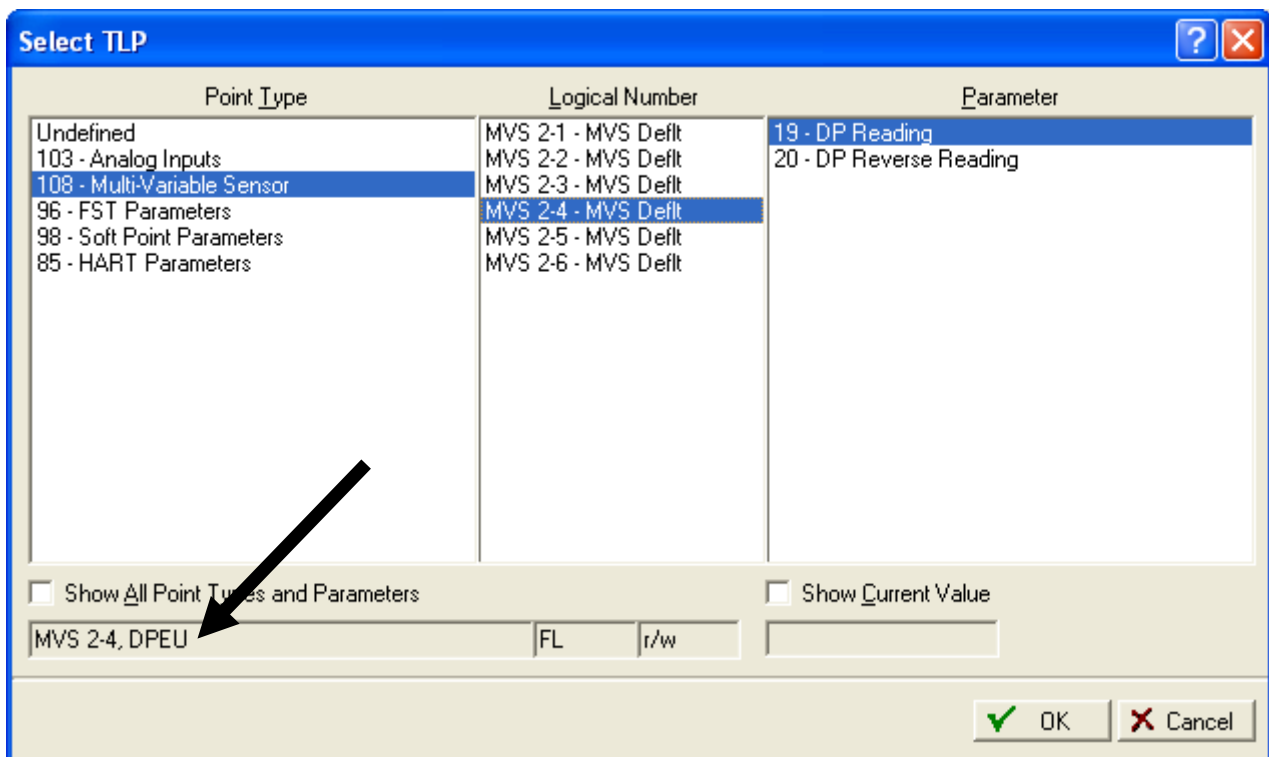 Select TLP
Point Type
Logical Number
Parameter
Undefined
103 - Analog Inputs
108 - Multi-Variable Sensor
96 - FST Parameters
98 - Soft Point Parameters
85 - HART Parameters
MVS 2-1 - MVS Deflt
MVS 2-2 - MVS Deflt
MVS 2-3 - MVS Deflt
MVS 2-4 - MVS Deflt
MVS 2-5 - MVS Deflt
MVS 2-6 - MVS Deflt
19 - DP Reading
20 - DP Reverse Reading
Show All Point Types and Parameters
Show Current Value
MVS 2-4, DPEU
FL
r/w
OK
Cancel